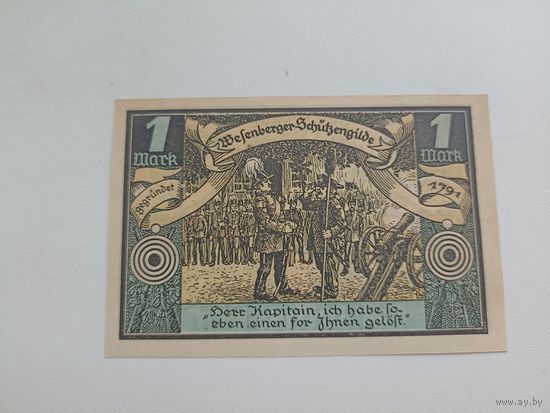 1 Mark
Wesenberger-Schützengilde
1 Mark
Begründet
1791
„Herr Kapitain, ich habe so-
eben einen for Ihnen gelöst."
www.ay.by